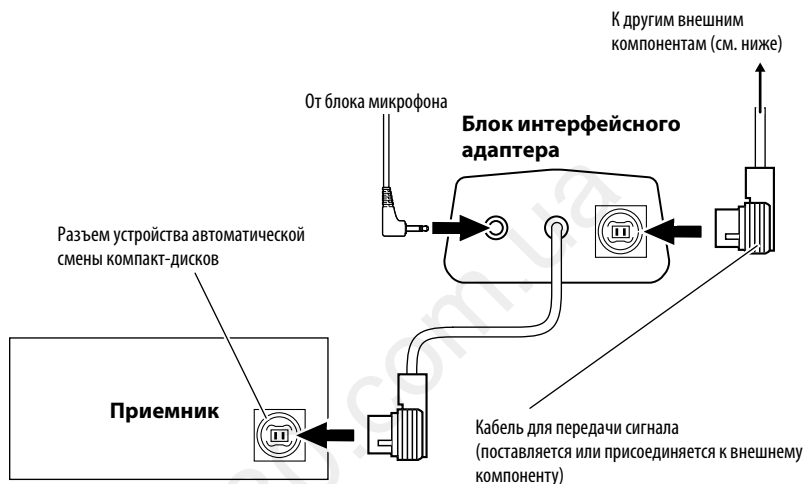 К другим внешним
компонентам (см. ниже)
От блока микрофона
Блок интерфейсного
адаптера
Разъем устройства автоматической
смены компакт-дисков
Приемник
Кабель для передачи сигнала
(поставляется или присоединяется к внешнему
компоненту)